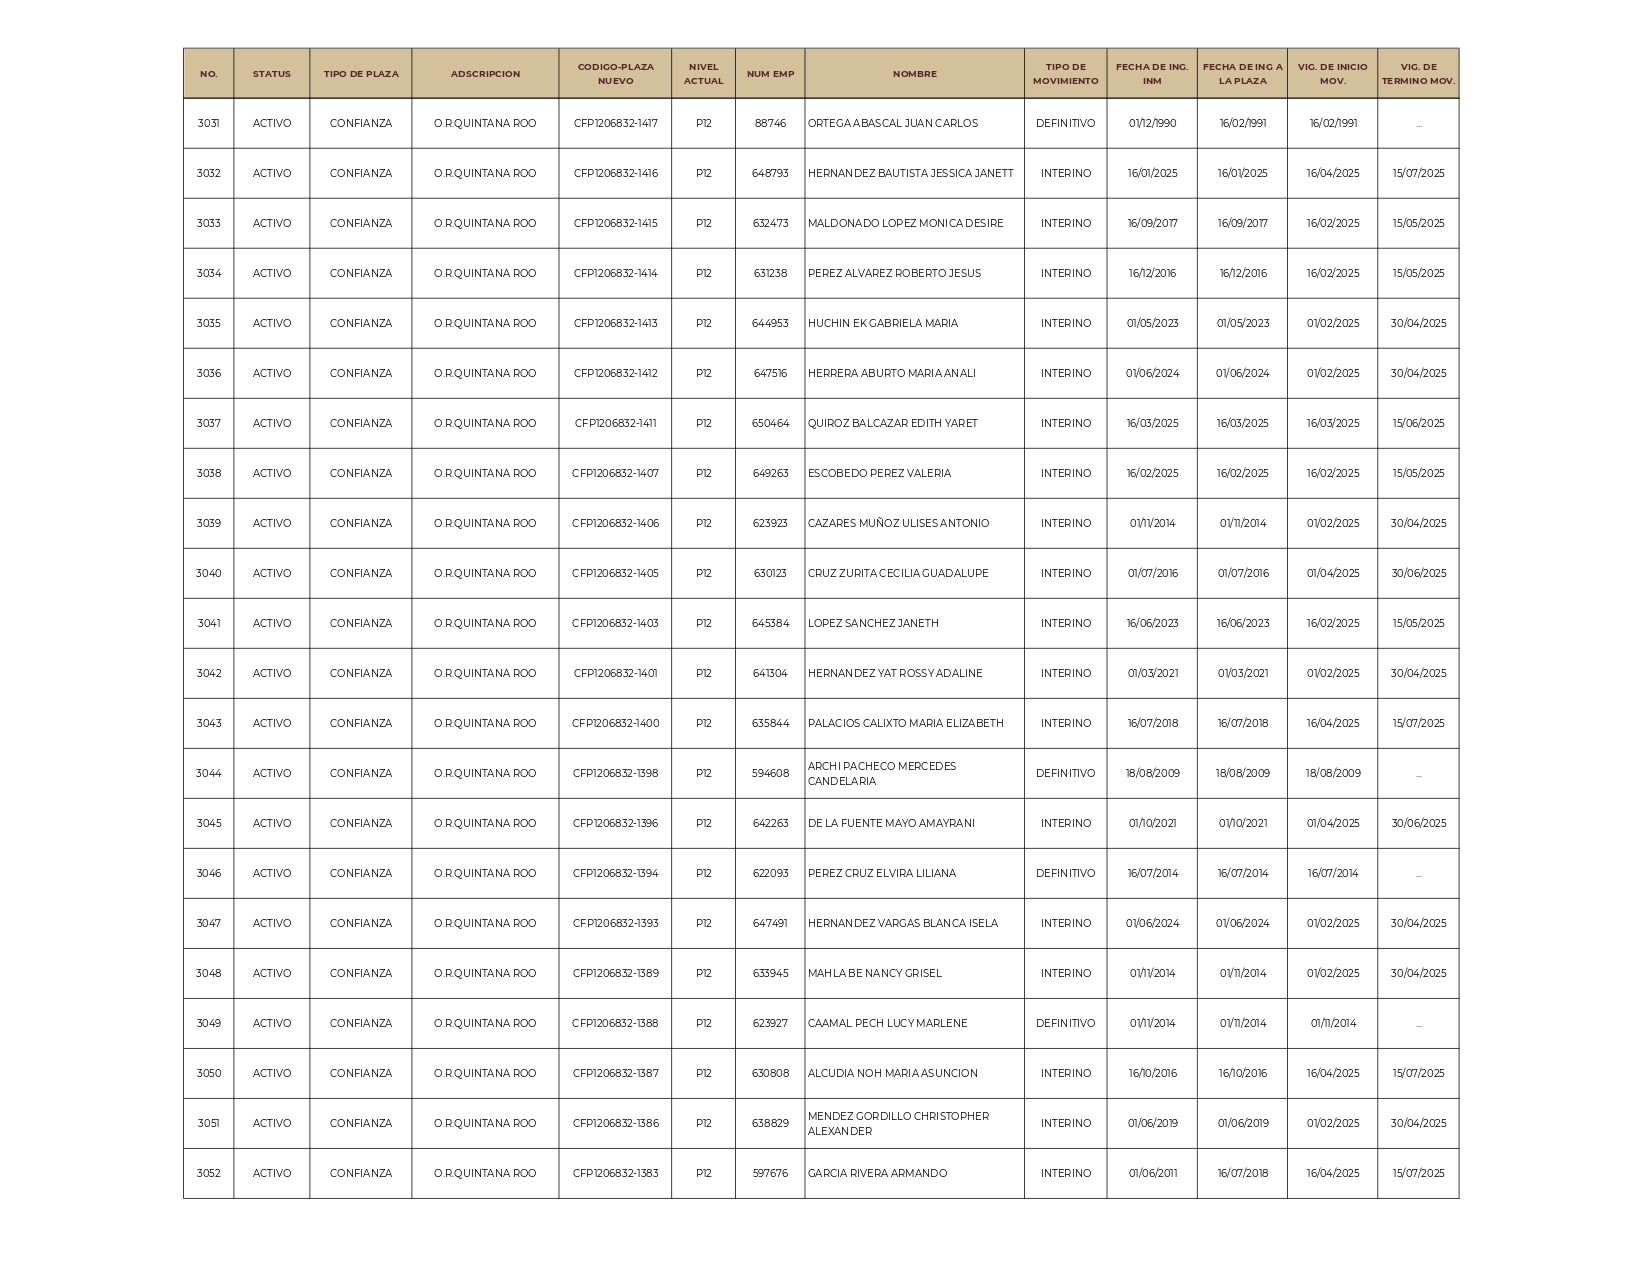 NO. STATUS TIPO DE PLAZA ADSCRIPCION CODIGO-PLAZA NUEVO NIVEL ACTUAL NUM EMP NOMBRE TIPO DE MOVIMIENTO FECHA DE ING. INM FECHA DE ING A LA PLAZA VIG. DE INICIO MOV. VIG. DE TERMINO MOV.
3031 ACTIVO CONFIANZA O.R.QUINTANA ROO CFP1206832-1417 P12 88746 ORTEGA ABASCAL JUAN CARLOS DEFINITIVO 01/12/1990 16/02/1991 16/02/1991 ...
3032 ACTIVO CONFIANZA O.R.QUINTANA ROO CFP1206832-1416 P12 648793 HERNANDEZ BAUTISTA JESSICA JANETT INTERINO 16/01/2025 16/01/2025 16/04/2025 15/07/2025
3033 ACTIVO CONFIANZA O.R.QUINTANA ROO CFP1206832-1415 P12 632473 MALDONADO LOPEZ MONICA DESIRE INTERINO 16/09/2017 16/09/2017 16/02/2025 15/05/2025
3034 ACTIVO CONFIANZA O.R.QUINTANA ROO CFP1206832-1414 P12 631238 PEREZ ALVAREZ ROBERTO JESUS INTERINO 16/12/2016 16/12/2016 16/02/2025 15/05/2025
3035 ACTIVO CONFIANZA O.R.QUINTANA ROO CFP1206832-1413 P12 644953 HUCHIN EK GABRIELA MARIA INTERINO 01/05/2023 01/05/2023 01/02/2025 30/04/2025
3036 ACTIVO CONFIANZA O.R.QUINTANA ROO CFP1206832-1412 P12 647516 HERRERA ABURTO MARIA ANALI INTERINO 01/06/2024 01/06/2024 01/02/2025 30/04/2025
3037 ACTIVO CONFIANZA O.R.QUINTANA ROO CFP1206832-1411 P12 650464 QUIROZ BALCAZAR EDITH YARET INTERINO 16/03/2025 16/03/2025 16/03/2025 15/06/2025
3038 ACTIVO CONFIANZA O.R.QUINTANA ROO CFP1206832-1407 P12 649263 ESCOBEDO PEREZ VALERIA INTERINO 16/02/2025 16/02/2025 16/02/2025 15/05/2025
3039 ACTIVO CONFIANZA O.R.QUINTANA ROO CFP1206832-1406 P12 623923 CAZARES MUÑOZ ULISES ANTONIO INTERINO 01/11/2014 01/11/2014 01/02/2025 30/04/2025
3040 ACTIVO CONFIANZA O.R.QUINTANA ROO CFP1206832-1405 P12 630123 CRUZ ZURITA CECILIA GUADALUPE INTERINO 01/07/2016 01/07/2016 01/04/2025 30/06/2025
3041 ACTIVO CONFIANZA O.R.QUINTANA ROO CFP1206832-1403 P12 645384 LOPEZ SANCHEZ JANETH INTERINO 16/06/2023 16/06/2023 16/02/2025 15/05/2025
3042 ACTIVO CONFIANZA O.R.QUINTANA ROO CFP1206832-1401 P12 641304 HERNANDEZ YAT ROSSY ADALINE INTERINO 01/03/2021 01/03/2021 01/02/2025 30/04/2025
3043 ACTIVO CONFIANZA O.R.QUINTANA ROO CFP1206832-1400 P12 635844 PALACIOS CALIXTO MARIA ELIZABETH INTERINO 16/07/2018 16/07/2018 16/04/2025 15/07/2025
3044 ACTIVO CONFIANZA O.R.QUINTANA ROO CFP1206832-1398 P12 594608 ARCHI PACHECO MERCEDES CANDELARIA DEFINITIVO 18/08/2009 18/08/2009 18/08/2009 ...
3045 ACTIVO CONFIANZA O.R.QUINTANA ROO CFP1206832-1396 P12 642263 DE LA FUENTE MAYO AMAYRANI INTERINO 01/10/2021 01/10/2021 01/04/2025 30/06/2025
3046 ACTIVO CONFIANZA O.R.QUINTANA ROO CFP1206832-1394 P12 622093 PEREZ CRUZ ELVIRA LILIANA DEFINITIVO 16/07/2014 16/07/2014 16/07/2014 ...
3047 ACTIVO CONFIANZA O.R.QUINTANA ROO CFP1206832-1393 P12 647491 HERNANDEZ VARGAS BLANCA ISELA INTERINO 01/06/2024 01/06/2024 01/02/2025 30/04/2025
3048 ACTIVO CONFIANZA O.R.QUINTANA ROO CFP1206832-1389 P12 633945 MAHLA BE NANCY GRISEL INTERINO 01/11/2014 01/11/2014 01/02/2025 30/04/2025
3049 ACTIVO CONFIANZA O.R.QUINTANA ROO CFP1206832-1388 P12 623927 CAAMAL PECH LUCY MARLENE DEFINITIVO 01/11/2014 01/11/2014 01/11/2014 ...
3050 ACTIVO CONFIANZA O.R.QUINTANA ROO CFP1206832-1387 P12 630808 ALCUDIA NOH MARIA ASUNCION INTERINO 16/10/2016 16/10/2016 16/04/2025 15/07/2025
3051 ACTIVO CONFIANZA O.R.QUINTANA ROO CFP1206832-1386 P12 638829 MENDEZ GORDILLO CHRISTOPHER ALEXANDER INTERINO 01/06/2019 01/06/2019 01/02/2025 30/04/2025
3052 ACTIVO CONFIANZA O.R.QUINTANA ROO CFP1206832-1383 P12 597676 GARCIA RIVERA ARMANDO INTERINO 01/06/2011 16/07/2018 16/04/2025 15/07/2025